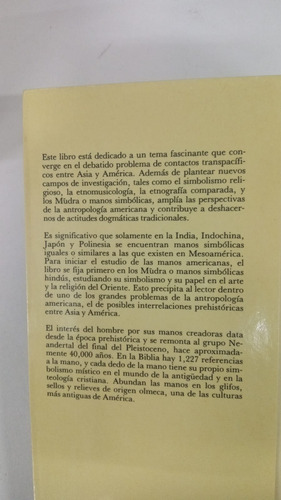 Este libro está dedicado a un tema fascinante que con-
verge en el debatido problema de contactos transpacífi-
cos entre Asia y América. Además de plantear nuevos
campos de investigación, tales como el simbolismo reli-
gioso, la etnomusicología, la etnografía comparada, y
los Mūdra o manos simbólicas, amplía las perspectivas
de la antropología americana y contribuye a deshacer-
nos de actitudes dogmáticas tradicionales.
Es significativo que solamente en la India, Indochina,
Japón y Polinesia se encuentran manos simbólicas
iguales o similares a las que existen en Mesoamérica.
Para iniciar el estudio de las manos americanas, el
libro se fija primero en los Mūdra o manos simbólicas
hindús, estudiando su simbolismo y su papel en el arte
y la religión del Oriente. Esto precipita al lector dentro
de uno de los grandes problemas de la antropología
americana, el de posibles interrelaciones prehistóricas
entre Asia y América.
El interés del hombre por sus manos creadoras data
desde la época prehistórica y se remonta al grupo Ne-
andertal del final del Pleistoceno, hace aproximada-
mente 40,000 años. En la Biblia hay 1,227 referencias
a la mano, y cada dedo de la mano tiene su propio sim-
bolismo místico en el mundo de la antigüedad y en la
teología cristiana. Abundan las manos en los glifos,
sellos y relieves de origen olmeca, una de las culturas
más antiguas de América.